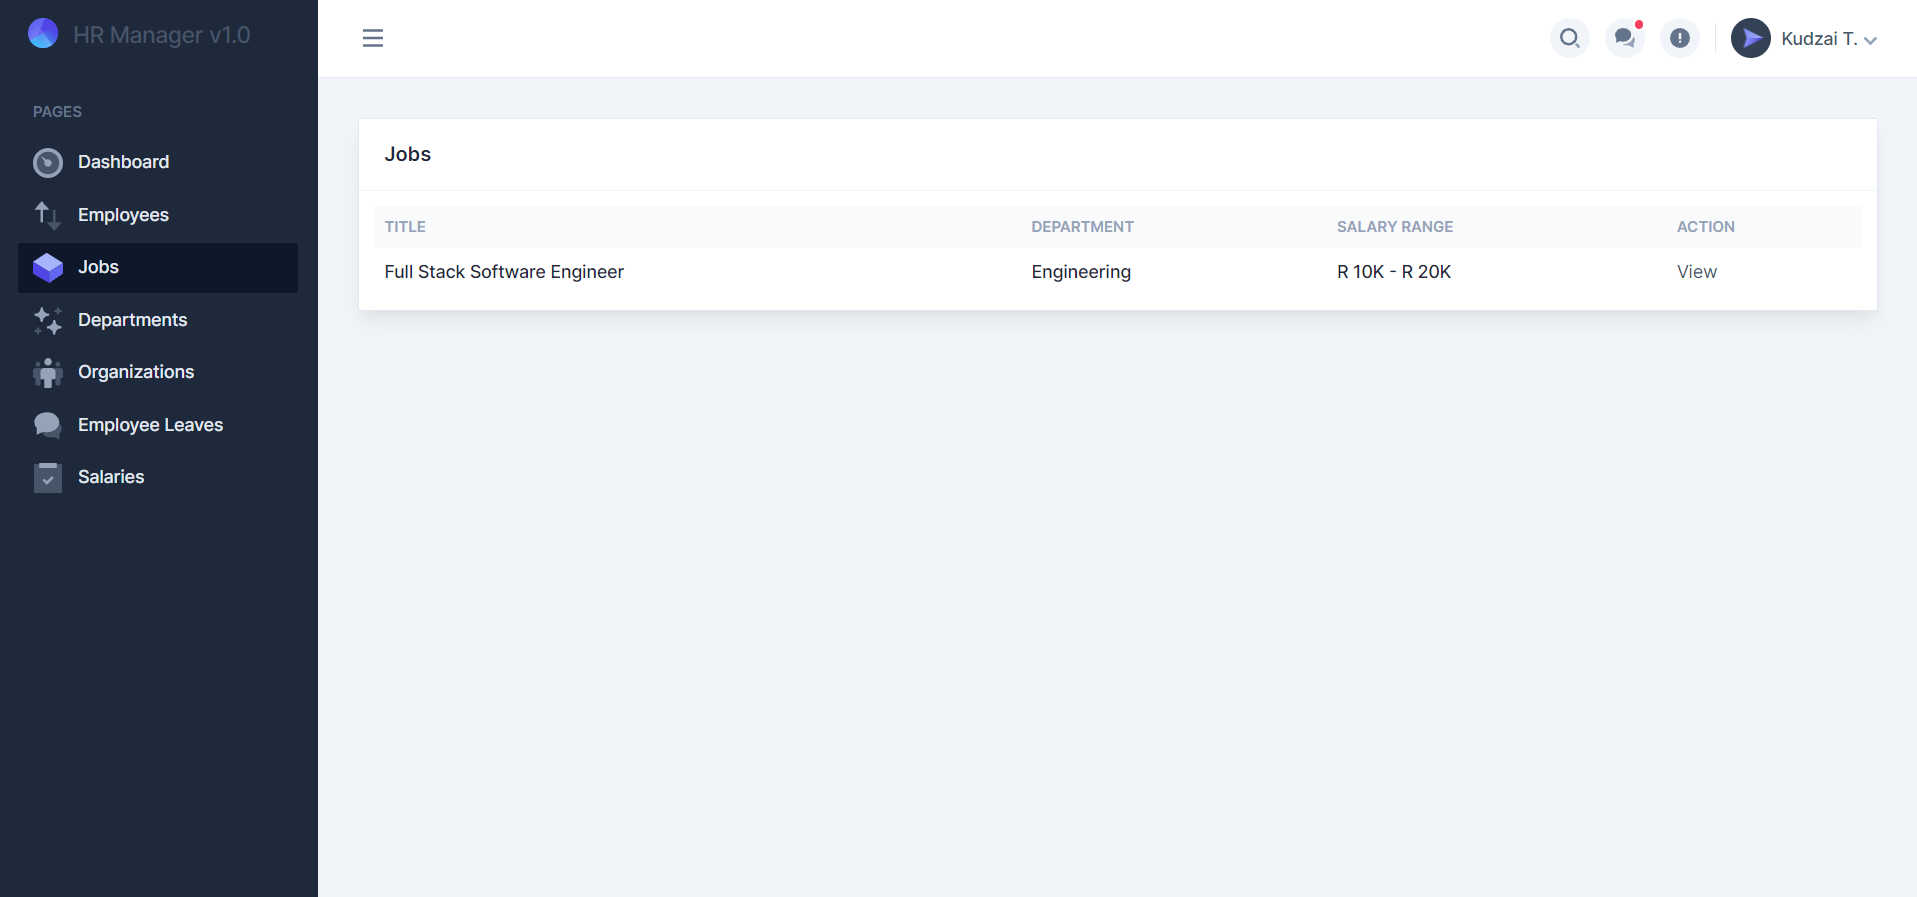 HR Manager v1.0
Kudzai T.
PAGES
Dashboard
Employees
Jobs
Departments
Organizations
Employee Leaves
Salaries
Jobs
TITLE DEPARTMENT SALARY RANGE ACTION
Full Stack Software Engineer Engineering R 10K - R 20K View